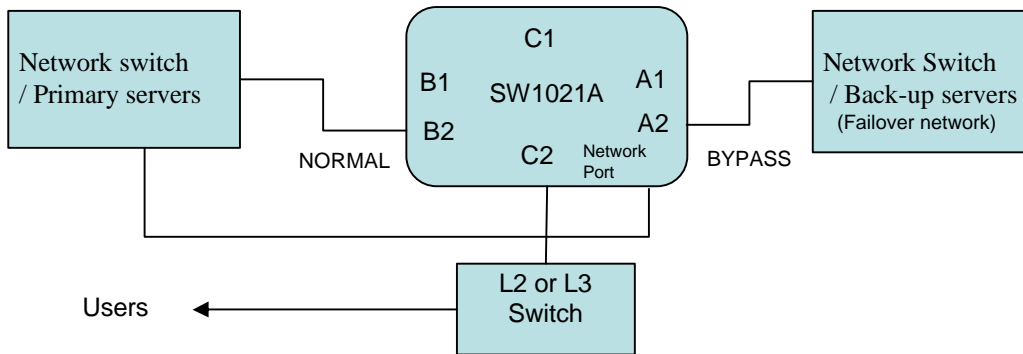 Network switch
/ Primary servers
NORMAL
C1
B1
SW1021A
A1
B2
A2
C2
Network
Port
BYPASS
Network Switch
/ Back-up servers
(Failover network)
L2 or L3
Switch
Users